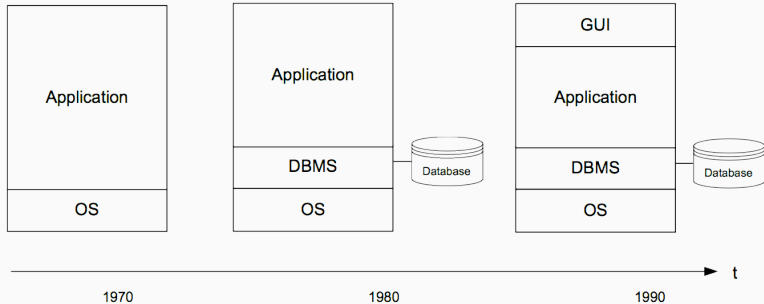 GUI
Application
Application
Application
DBMS
Database
DBMS
Database
OS
OS
OS
t
1970
1980
1990